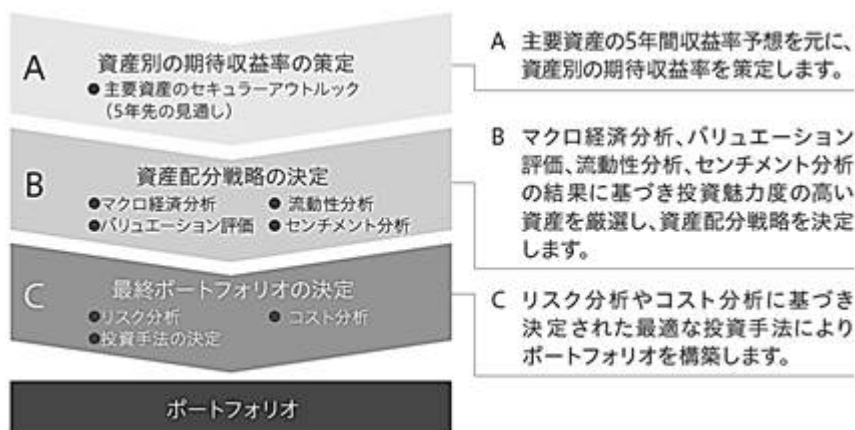 A
資産別の期待収益率の策定
●主要資産のセキュラーアウトルック
(5年先の見通し)
B
資産配分戦略の決定
●マクロ経済分析 ●流動性分析
●バリュエーション評価 ●センチメント分析
C
最終ポートフォリオの決定
●リスク分析 ●コスト分析
●投資手法の決定
ポートフォリオ
A 主要資産の5年間収益率予想を元に、
資産別の期待収益率を策定します。
B マクロ経済分析、バリュエーション
評価、流動性分析、センチメント分析
の結果に基づき投資魅力度の高い
資産を厳選し、資産配分戦略を決定
します。
C リスク分析やコスト分析に基づき
決定された最適な投資手法により
ポートフォリオを構築します。